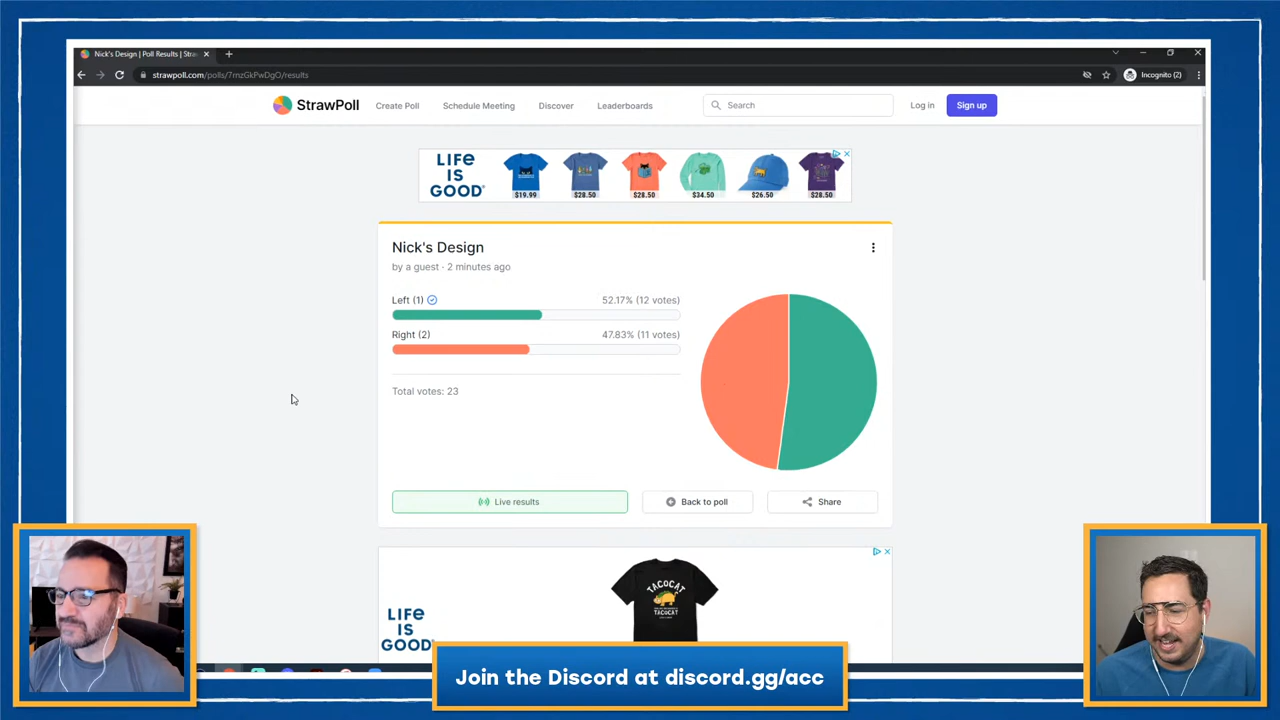 Nick's Design | Poll Results | Stra
strawpoll.com/polls/7rnzGkPwDgO/results
Incognito (2)
StrawPoll
Create Poll
Schedule Meeting
Discover
Leaderboards
Search
Log in
Sign up
LIFE
IS
GOOD®
$19.99
$28.50
$28.50
$34.50
$26.50
$28.50
Nick's Design
by a guest · 2 minutes ago
Left (1)
52.17% (12 votes)
Right (2)
47.83% (11 votes)
Total votes: 23
Live results
Back to poll
Share
LIFE
IS
GOOD
TACOCAT
TACOCAT
Join the Discord at discord.gg/acc